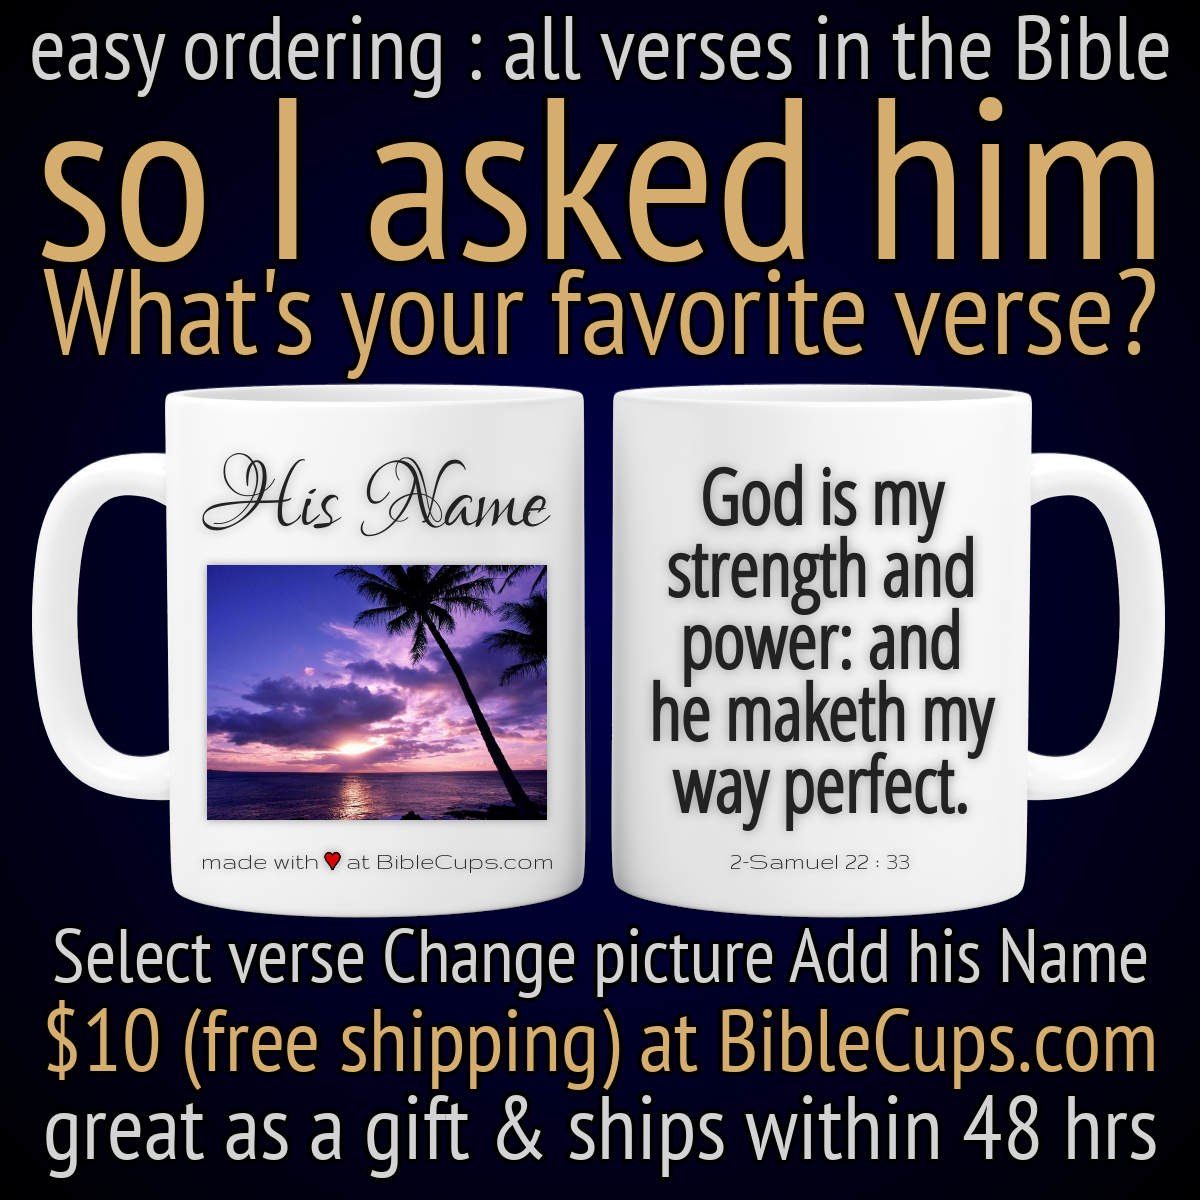 easy ordering : all verses in the Bible
so I asked him
What's your favorite verse?
His Name
made with ❤ at BibleCups.com
God is my
strength and
power: and
he maketh my
way perfect.
2-Samuel 22 : 33
Select verse Change picture Add his Name
$10 (free shipping) at BibleCups.com
great as a gift & ships within 48 hrs